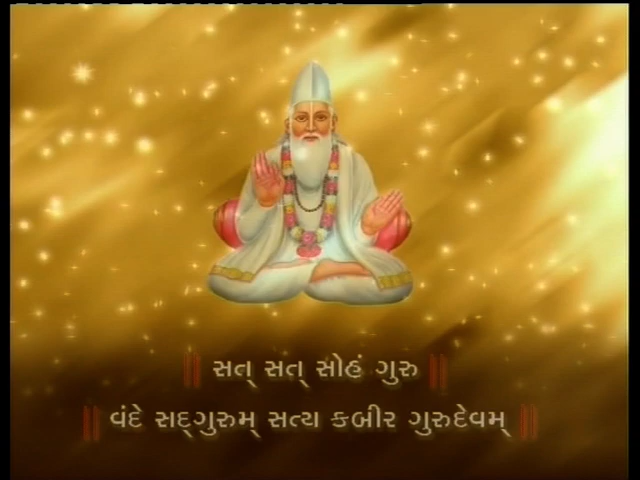 ॥ સત્ સત્ સોહં ગુરુ ॥
॥ વંદે સદ્‌ગુરુમ્ સત્ય કબીર ગુરુદેવમ્ ॥